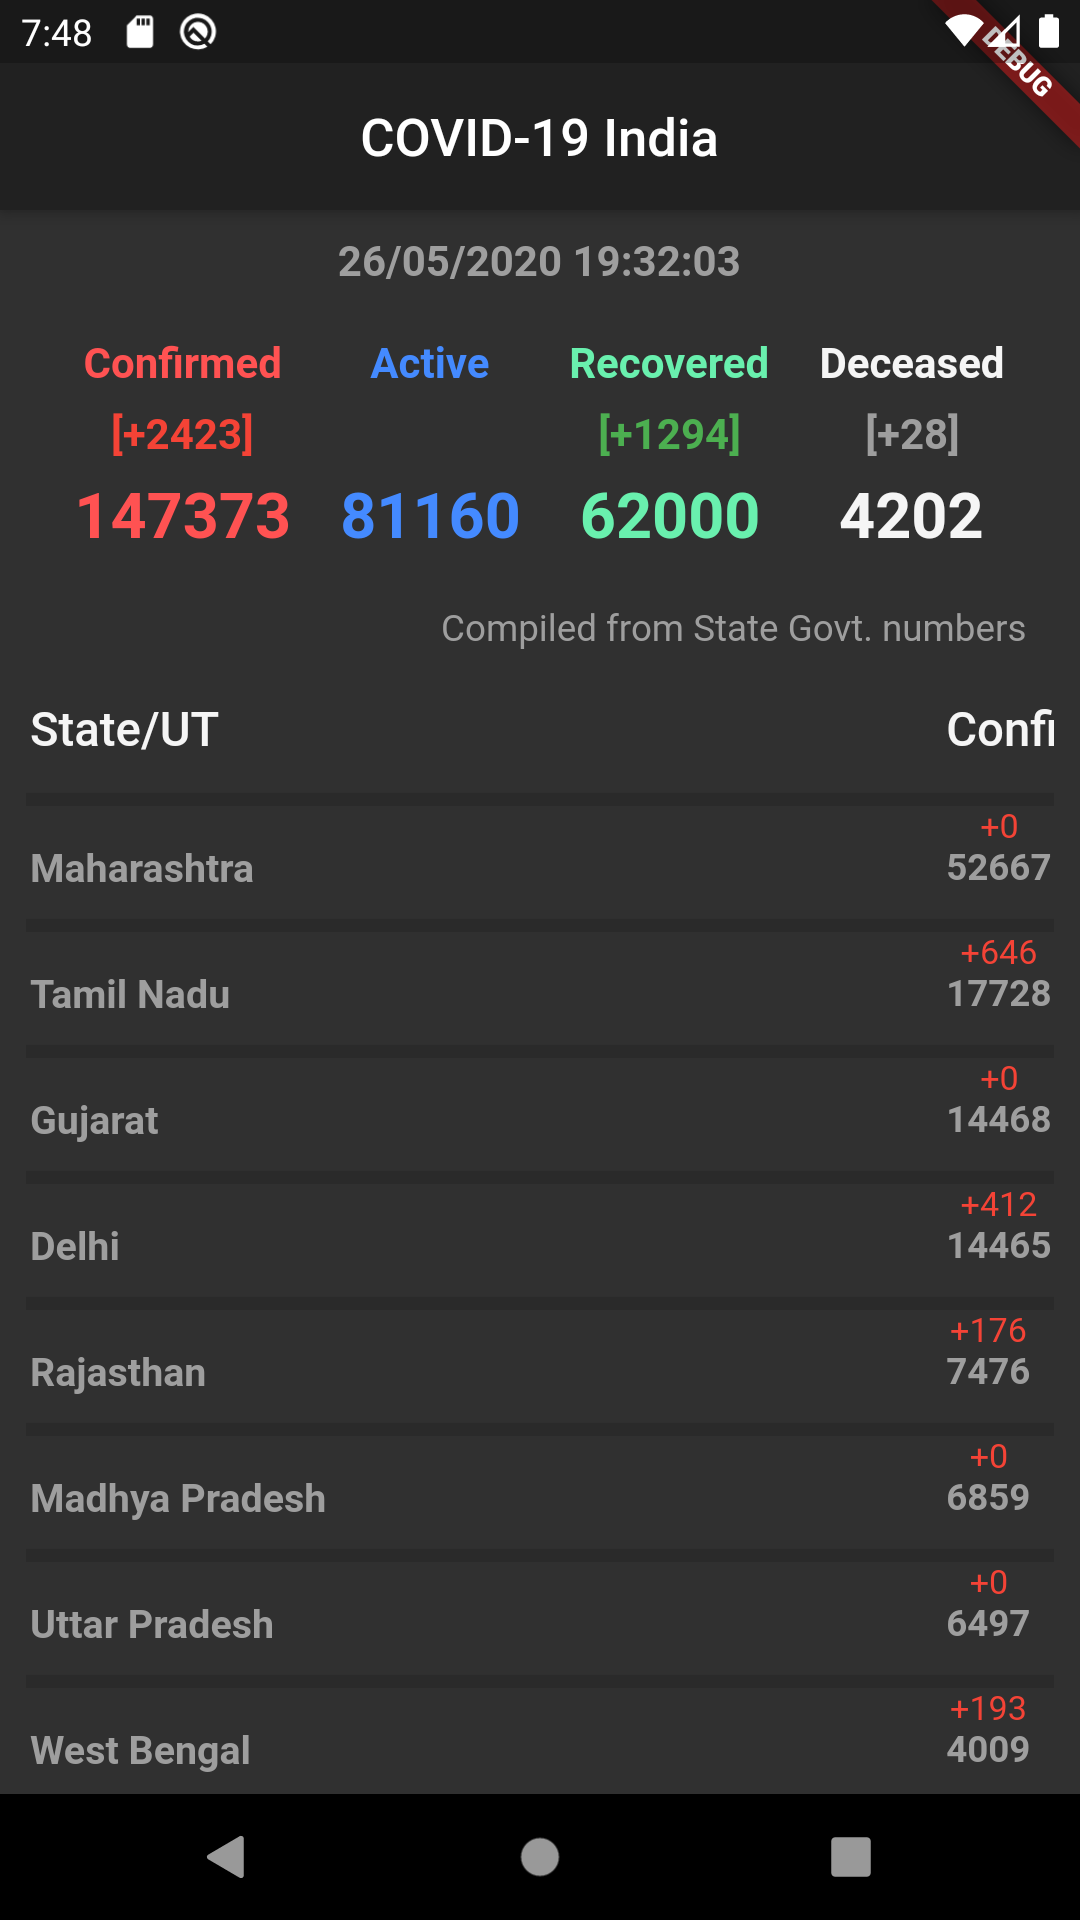 7:48
DEBUG
COVID-19 India
26/05/2020 19:32:03
Confirmed Active Recovered Deceased
[+2423] [+1294] [+28]
147373 81160 62000 4202
Compiled from State Govt. numbers
State/UT Confi
+0
Maharashtra 52667
+646
Tamil Nadu 17728
+0
Gujarat 14468
+412
Delhi 14465
+176
Rajasthan 7476
+0
Madhya Pradesh 6859
+0
Uttar Pradesh 6497
+193
West Bengal 4009